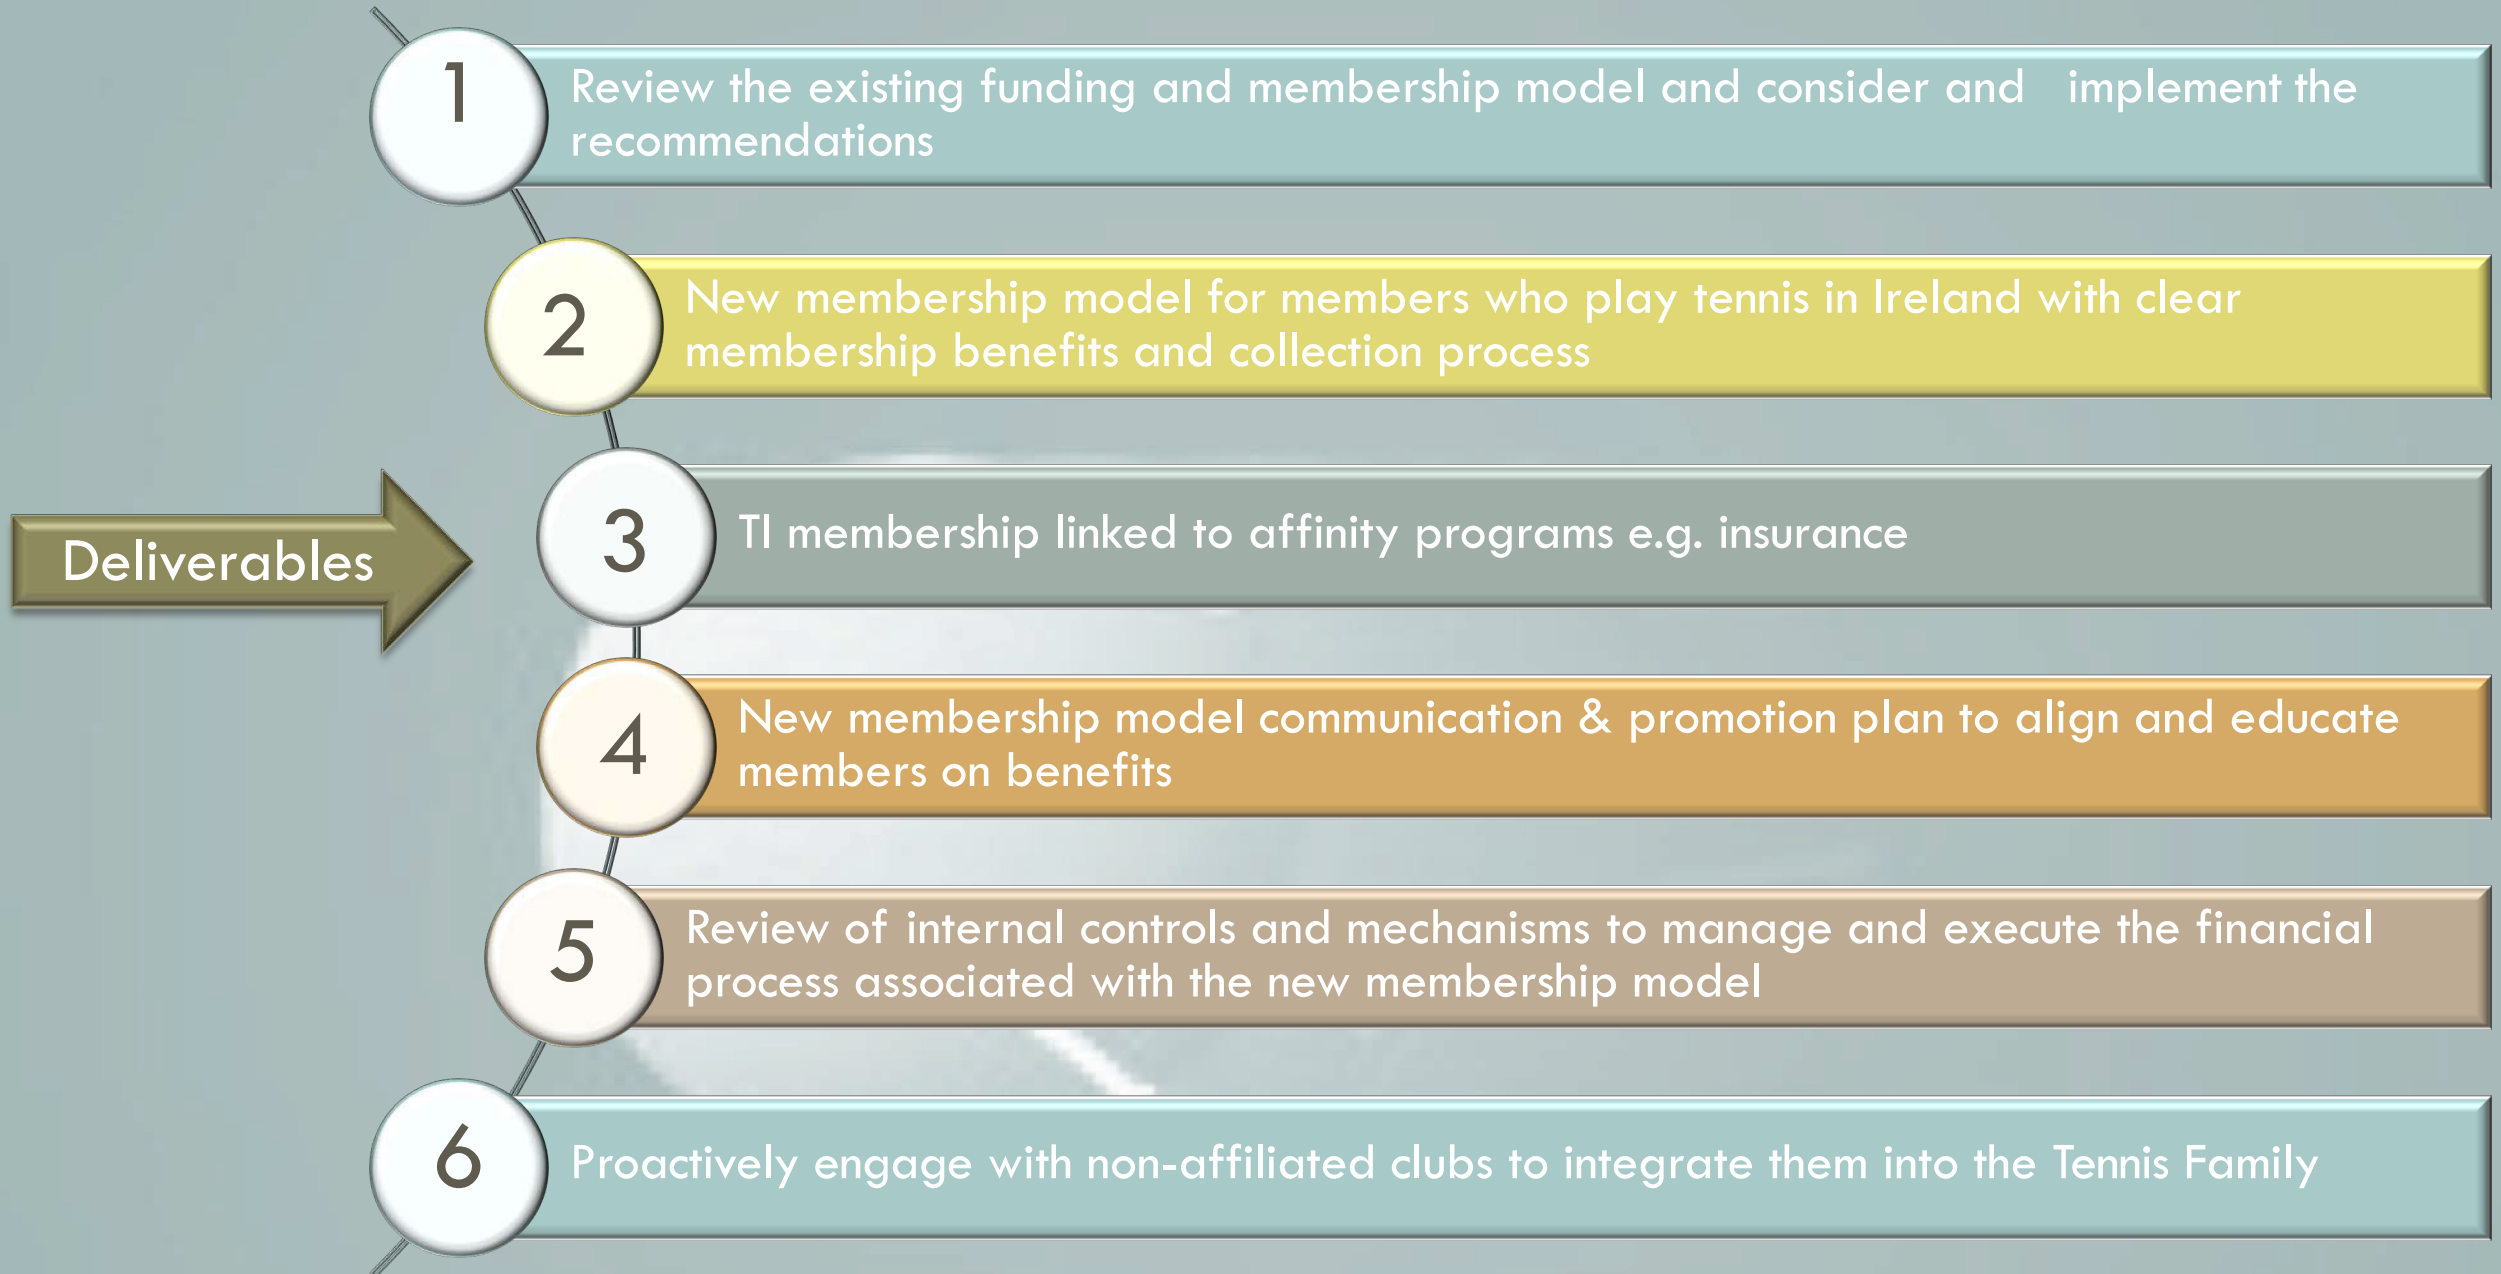 1
Review the existing funding and membership model and consider and implement the
recommendations
2
New membership model for members who play tennis in Ireland with clear
membership benefits and collection process
Deliverables
3
TI membership linked to affinity programs e.g. insurance
4
New membership model communication & promotion plan to align and educate
members on benefits
5
Review of internal controls and mechanisms to manage and execute the financial
process associated with the new membership model
6
Proactively engage with non-affiliated clubs to integrate them into the Tennis Family